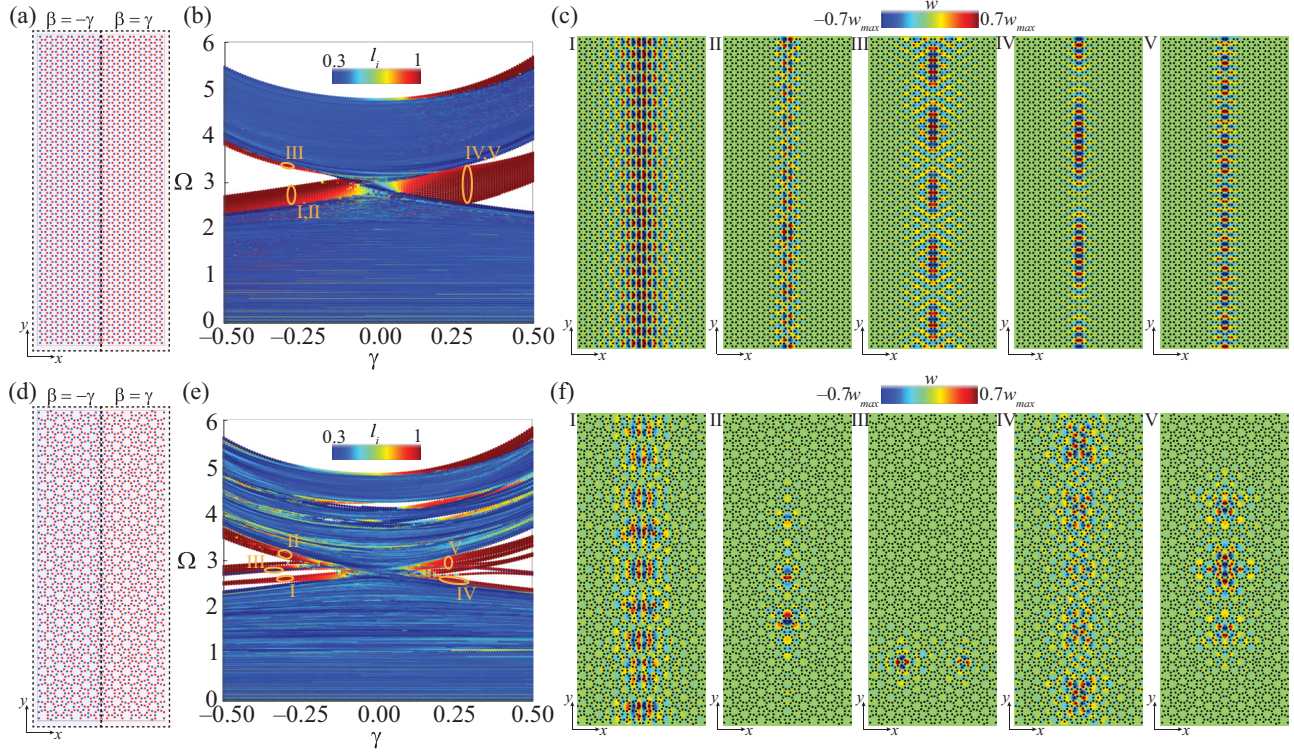 (a) β = −γ β = γ
(b)
6
5
4
3
2
1
0
Ω
0.3 l_i 1
III
IV,V
I,II
−0.50 −0.25 0.00 0.25 0.50
γ
y
x
(c)
w
−0.7w_max 0.7w_max
I II III IV V
y y y y y
x x x x x
(d) β = −γ β = γ
(e)
6
5
4
3
2
1
0
Ω
0.3 l_i 1
II
III
I
V
IV
−0.50 −0.25 0.00 0.25 0.50
γ
y
x
(f)
w
−0.7w_max 0.7w_max
I II III IV V
y y y y y
x x x x x